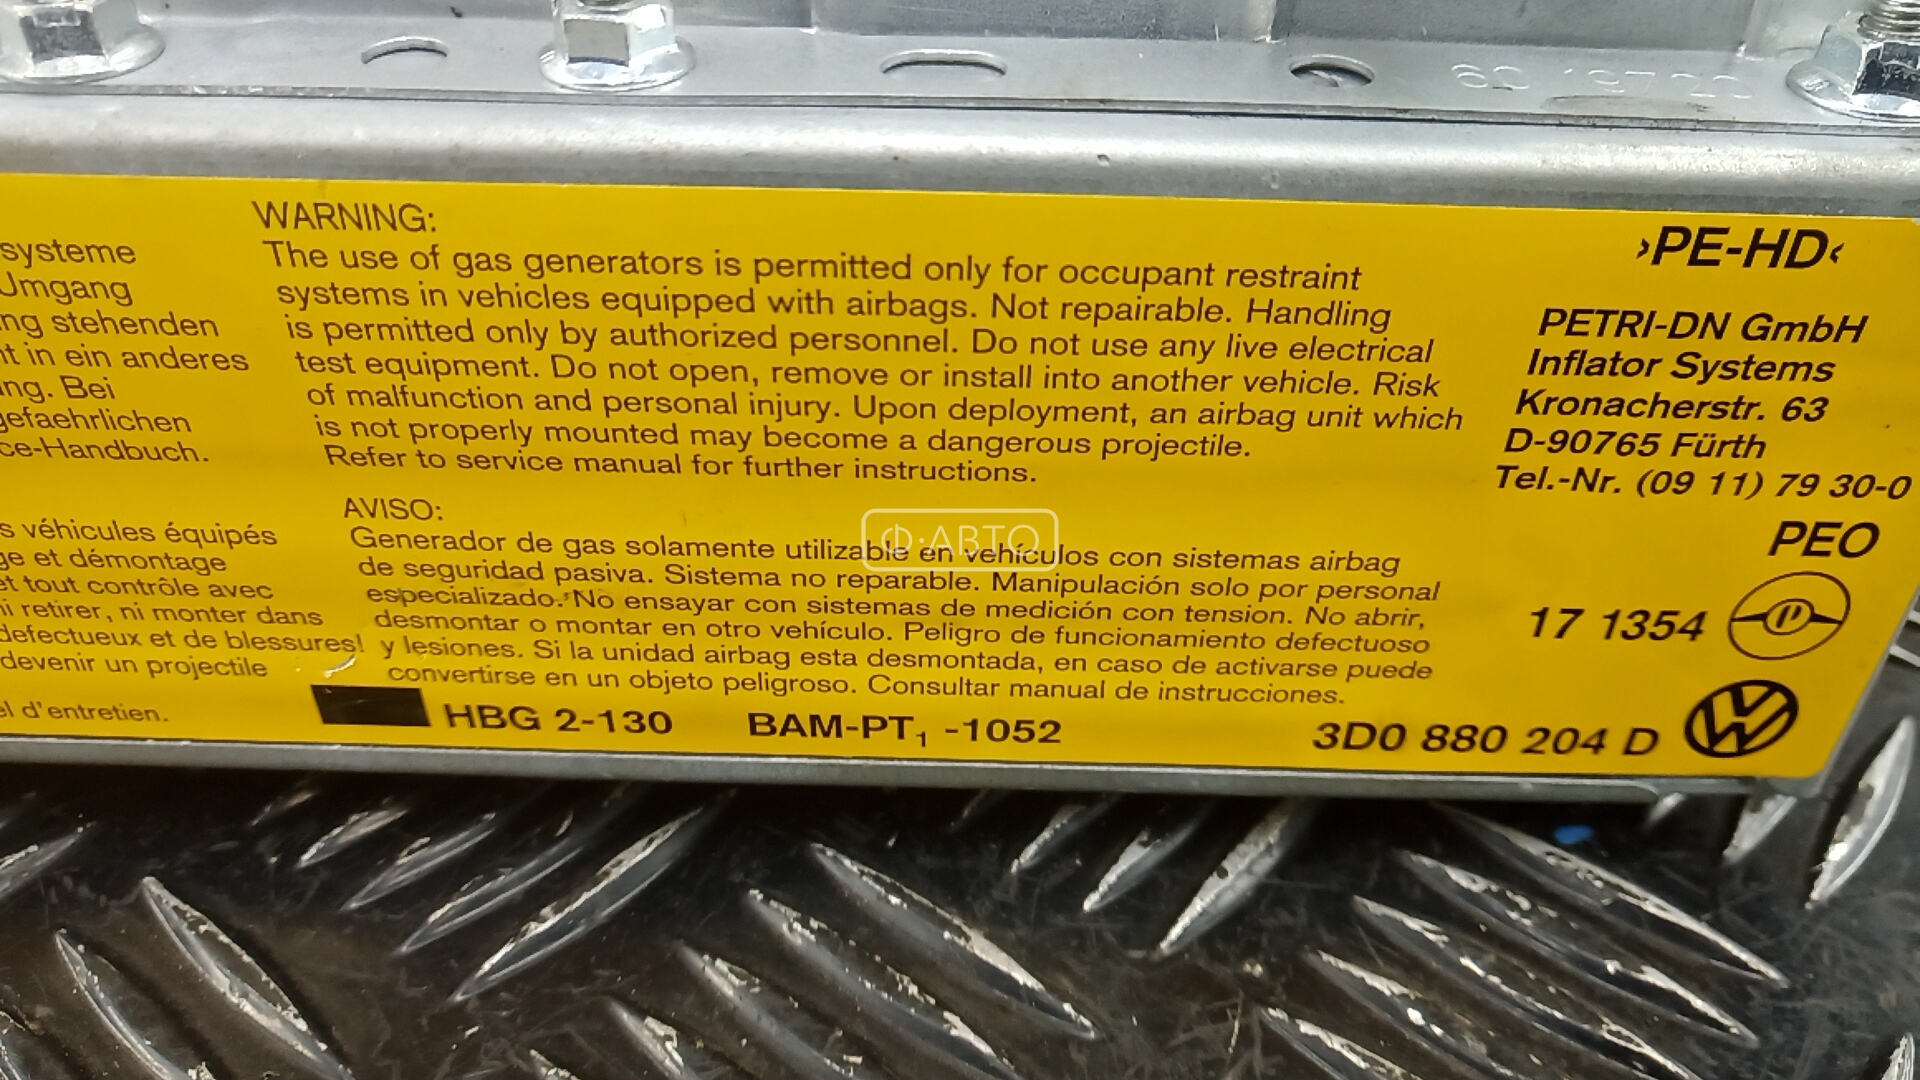 systeme
Umgang
ng stehenden
t in ein anderes
ng. Bei
gefaehrlichen
ce-Handbuch.
s véhicules équipés
ge et démontage
et tout contrôle avec
ni retirer, ni monter dans
defectueux et de blessures!
devenir un projectile
el d'entretien.
WARNING:
The use of gas generators is permitted only for occupant restraint
systems in vehicles equipped with airbags. Not repairable. Handling
is permitted only by authorized personnel. Do not use any live electrical
test equipment. Do not open, remove or install into another vehicle. Risk
of malfunction and personal injury. Upon deployment, an airbag unit which
is not properly mounted may become a dangerous projectile.
Refer to service manual for further instructions.
AVISO:
Generador de gas solamente utilizable en vehículos con sistemas airbag
de seguridad pasiva. Sistema no reparable. Manipulación solo por personal
especializado. No ensayar con sistemas de medición con tension. No abrir,
desmontar o montar en otro vehículo. Peligro de funcionamiento defectuoso
y lesiones. Si la unidad airbag esta desmontada, en caso de activarse puede
convertirse en un objeto peligroso. Consultar manual de instrucciones.
HBG 2-130 BAM-PT₁ -1052
›PE-HD‹
PETRI-DN GmbH
Inflator Systems
Kronacherstr. 63
D-90765 Fürth
Tel.-Nr. (09 11) 79 30-0
PEO
17 1354
3D0 880 204 D
Ф·АВТО